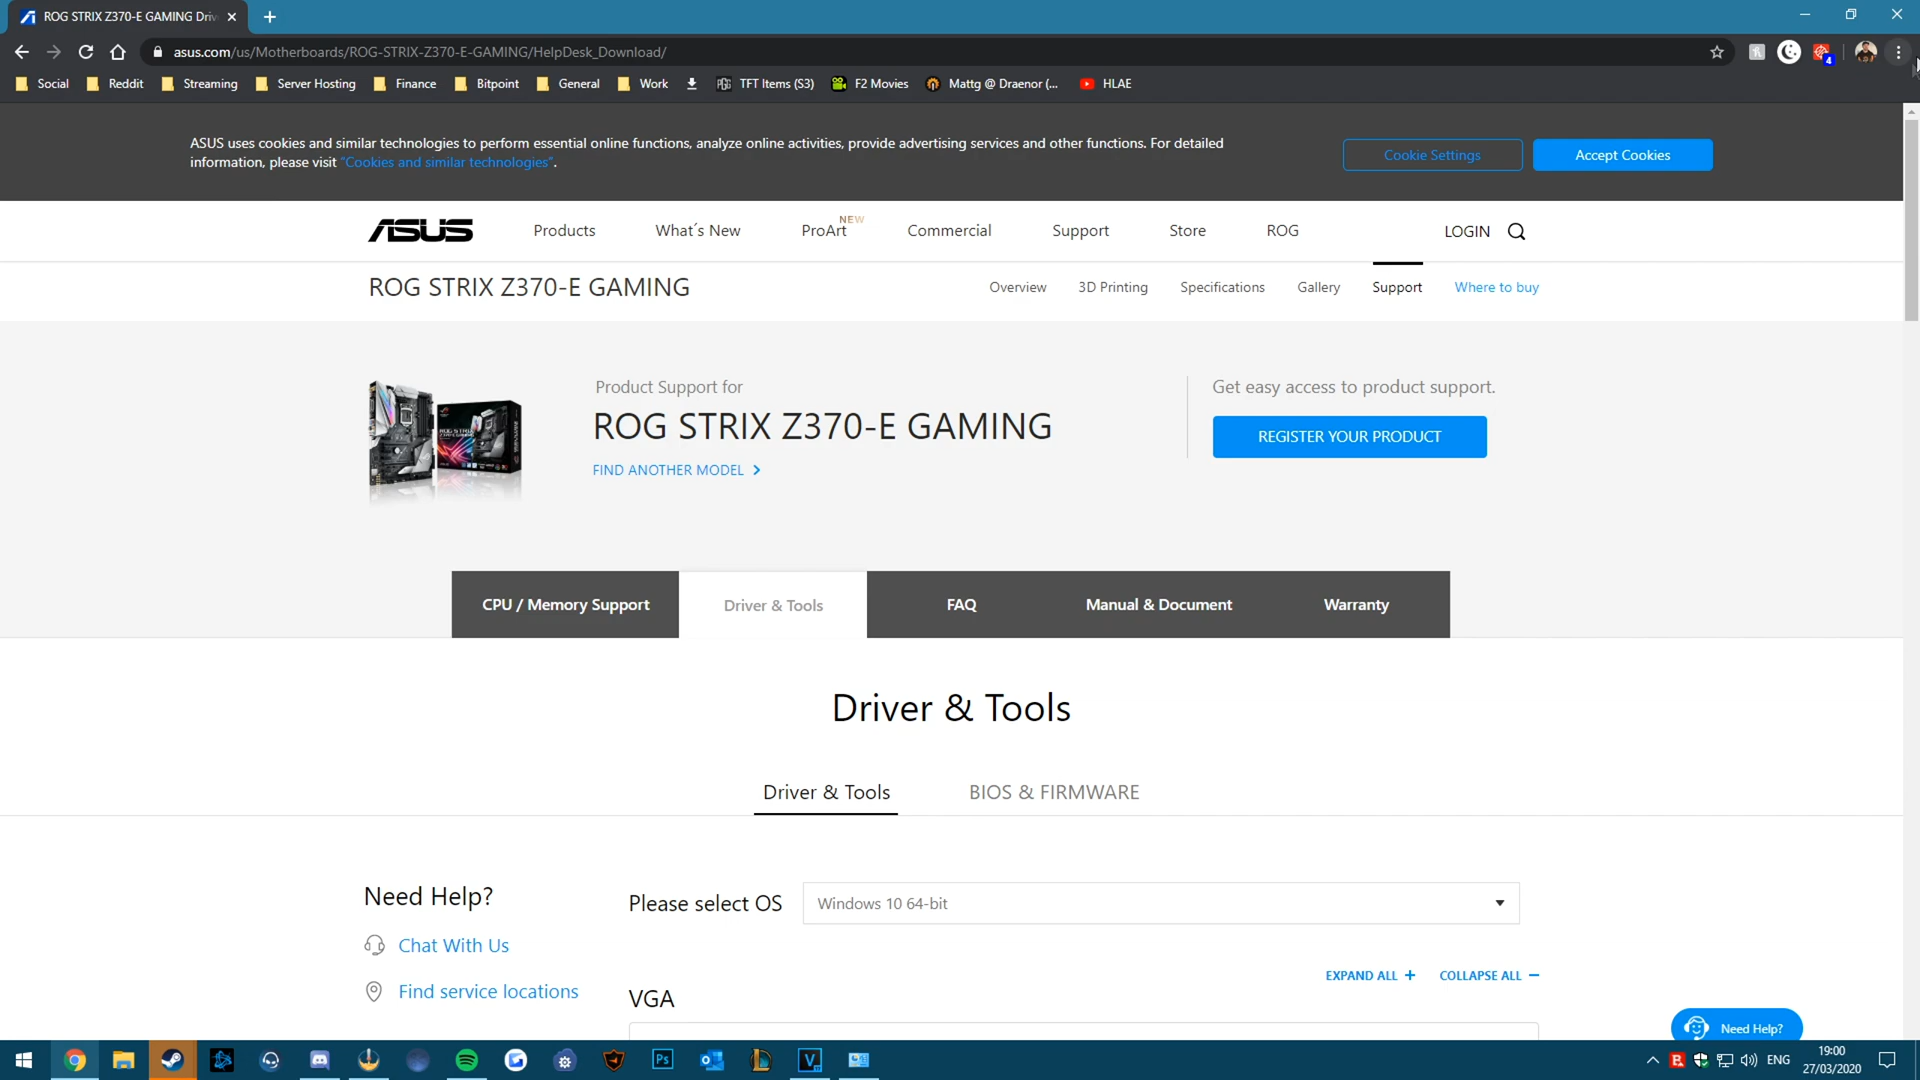 ROG STRIX Z370-E GAMING Driv
asus.com/us/Motherboards/ROG-STRIX-Z370-E-GAMING/HelpDesk_Download/
4
Social Reddit Streaming Server Hosting Finance Bitpoint General Work TFT Items (S3) F2 Movies Mattg @ Draenor (... HLAE
ASUS uses cookies and similar technologies to perform essential online functions, analyze online activities, provide advertising services and other functions. For detailed
information, please visit "Cookies and similar technologies".
Cookie Settings Accept Cookies
ASUS Products What´s New ProArt NEW Commercial Support Store ROG LOGIN
ROG STRIX Z370-E GAMING Overview 3D Printing Specifications Gallery Support Where to buy
Product Support for
ROG STRIX Z370-E GAMING
FIND ANOTHER MODEL
Get easy access to product support.
REGISTER YOUR PRODUCT
CPU / Memory Support Driver & Tools FAQ Manual & Document Warranty
Driver & Tools
Driver & Tools BIOS & FIRMWARE
Need Help?
Chat With Us
Find service locations
Please select OS Windows 10 64-bit
EXPAND ALL + COLLAPSE ALL −
VGA
Need Help?
Ps
V
ENG
19:00
27/03/2020